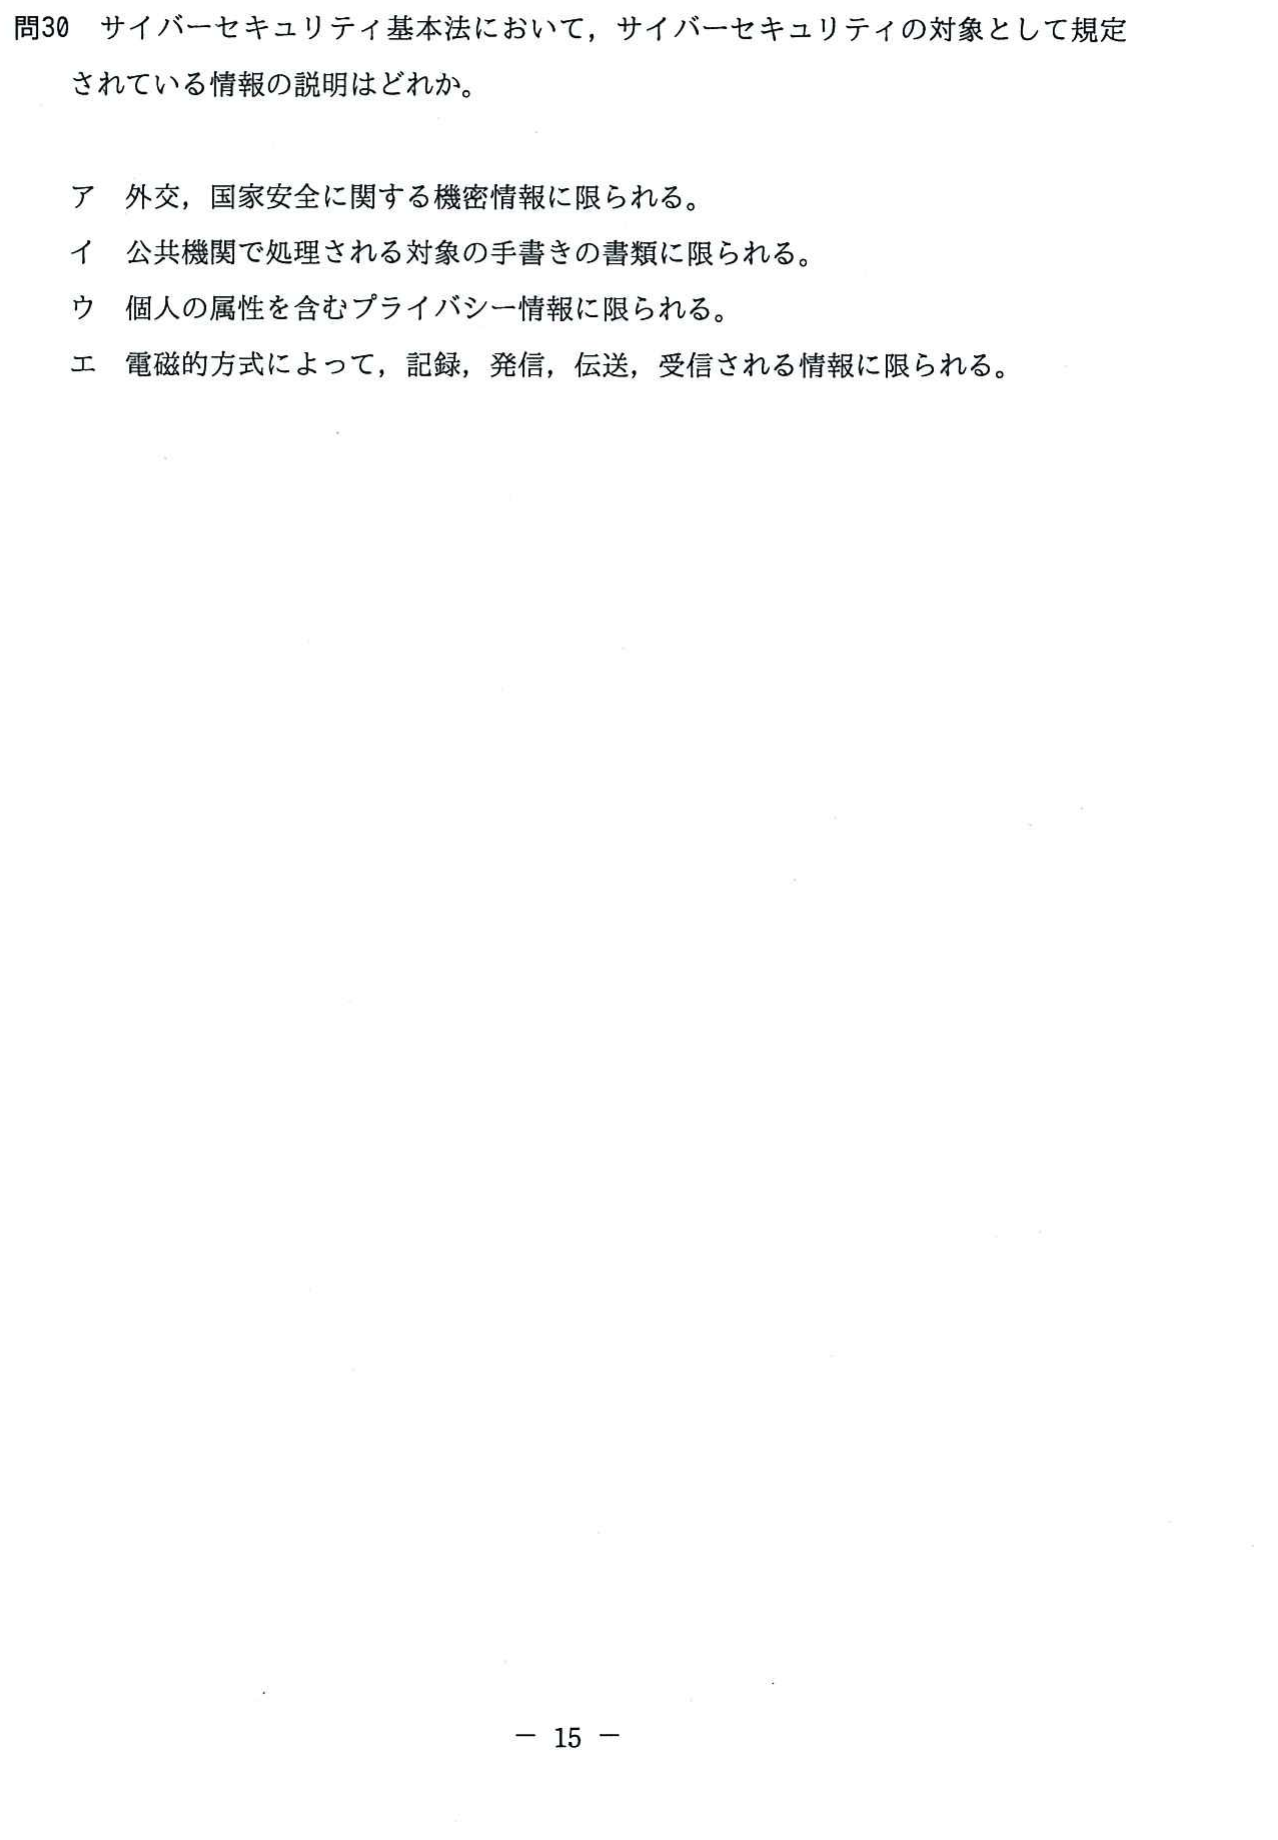 問30　サイバーセキュリティ基本法において，サイバーセキュリティの対象として規定
されている情報の説明はどれか。
ア　外交，国家安全に関する機密情報に限られる。
イ　公共機関で処理される対象の手書きの書類に限られる。
ウ　個人の属性を含むプライバシー情報に限られる。
エ　電磁的方式によって，記録，発信，伝送，受信される情報に限られる。
－ 15 －